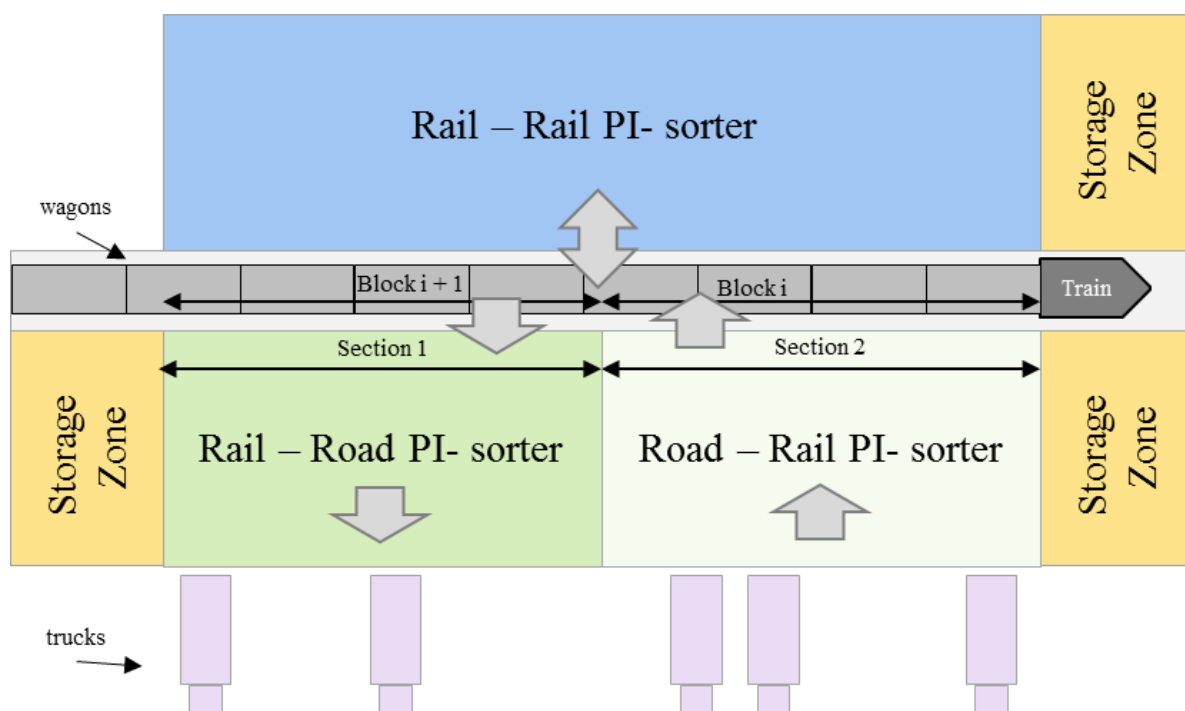 Rail – Rail PI- sorter
Storage
Zone
wagons
Block i + 1
Block i
Train
Section 1
Section 2
Storage
Zone
Rail – Road PI- sorter
Road – Rail PI- sorter
Storage
Zone
trucks